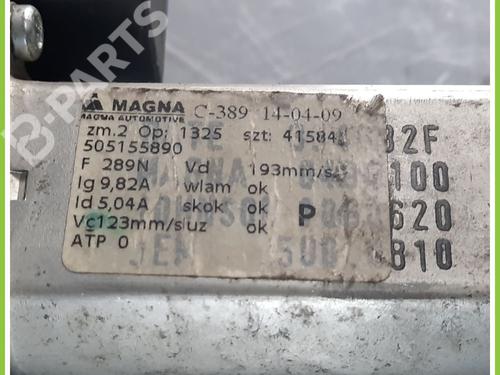 MAGNA C-389 14-04-09
MAGNA AUTOMOTIVE
zm.2 Op: 1325 szt: 41584
505155890
F 289N Vd 193mm/s
Ig 9,82A wlam ok
Id 5,04A skok ok
Vc123mm/s luz ok P
ATP 0
82F
100
620
810
B-PARTS